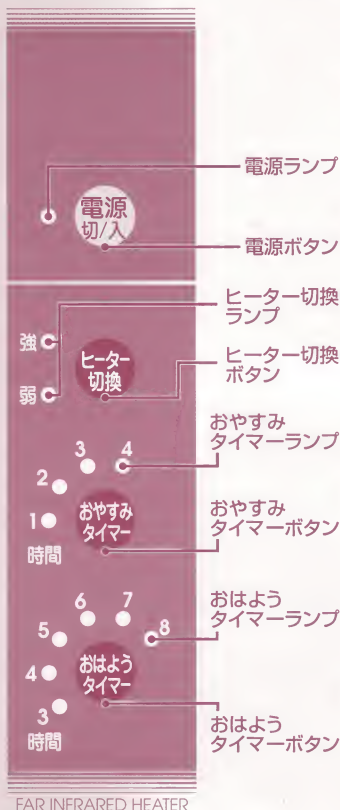 電源ランプ
電源
切/入
電源ボタン
ヒーター切換
ランプ
強
ヒーター
切換
ヒーター切換
ボタン
弱
おやすみ
タイマーランプ
3
4
2
1
おやすみ
タイマー
おやすみ
タイマーボタン
時間
おはよう
タイマーランプ
6
7
5
8
4
おはよう
タイマー
3
時間
おはよう
タイマーボタン
FAR INFRARED HEATER